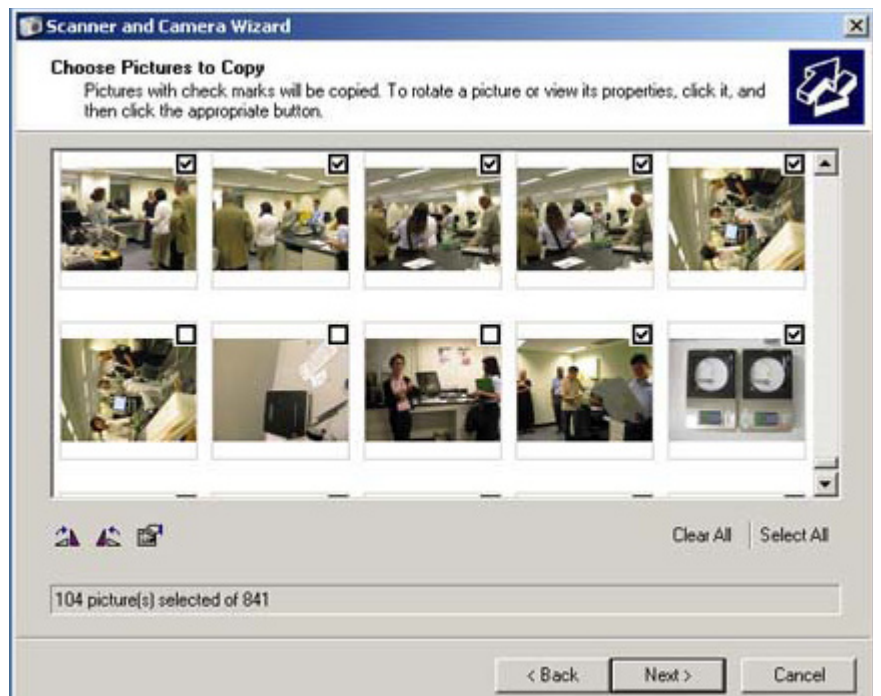 Scanner and Camera Wizard
Choose Pictures to Copy
Pictures with check marks will be copied. To rotate a picture or view its properties, click it, and
then click the appropriate button.
Clear All
Select All
104 picture(s) selected of 841
< Back
Next >
Cancel